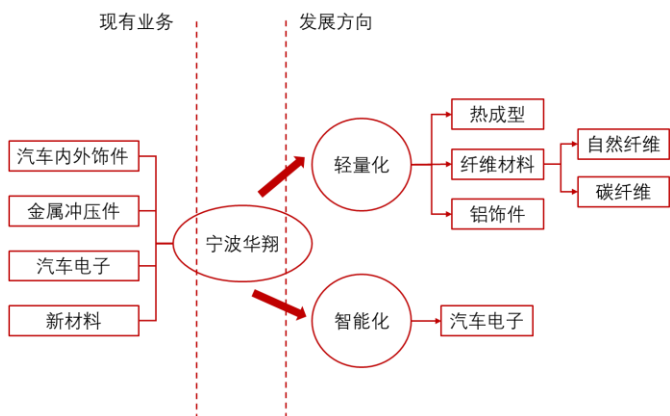 现有业务
发展方向
汽车内外饰件
金属冲压件
汽车电子
新材料
宁波华翔
轻量化
热成型
纤维材料
铝饰件
自然纤维
碳纤维
智能化
汽车电子